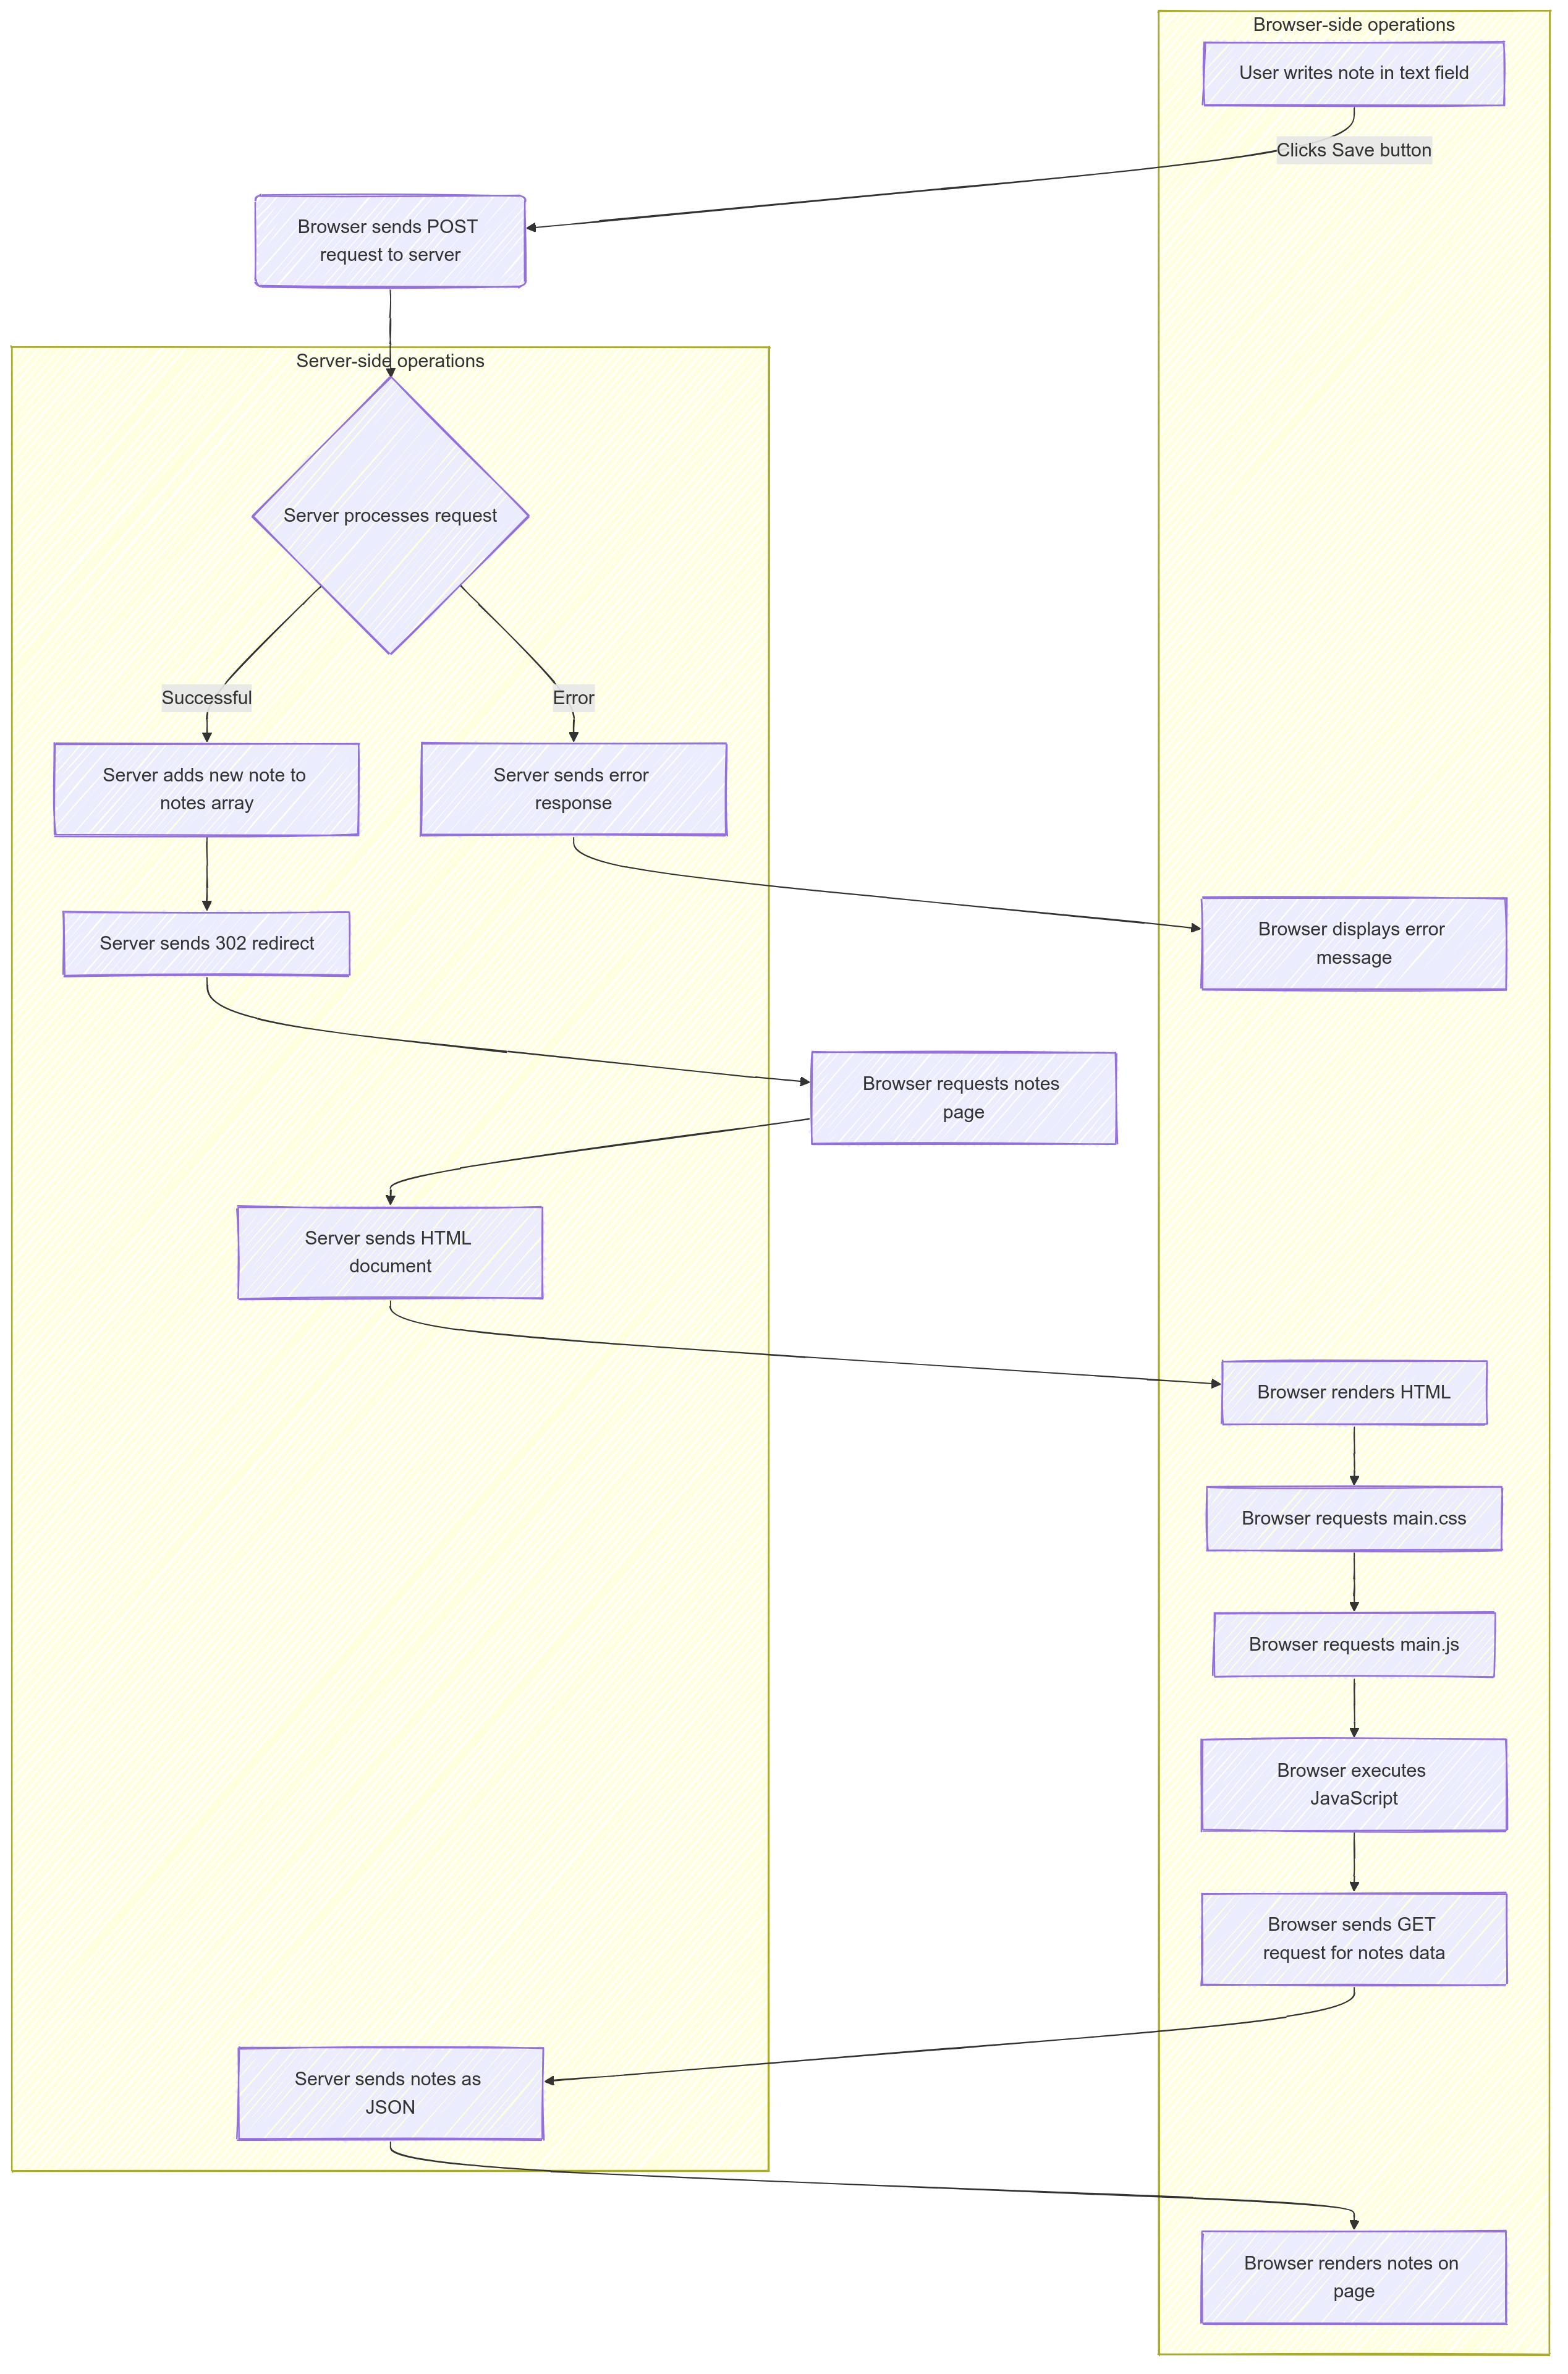 Browser-side operations
User writes note in text field
Clicks Save button
Browser sends POST
request to server
Server-side operations
Server processes request
Successful
Error
Server adds new note to
notes array
Server sends error
response
Server sends 302 redirect
Browser displays error
message
Browser requests notes
page
Server sends HTML
document
Browser renders HTML
Browser requests main.css
Browser requests main.js
Browser executes
JavaScript
Browser sends GET
request for notes data
Server sends notes as
JSON
Browser renders notes on
page